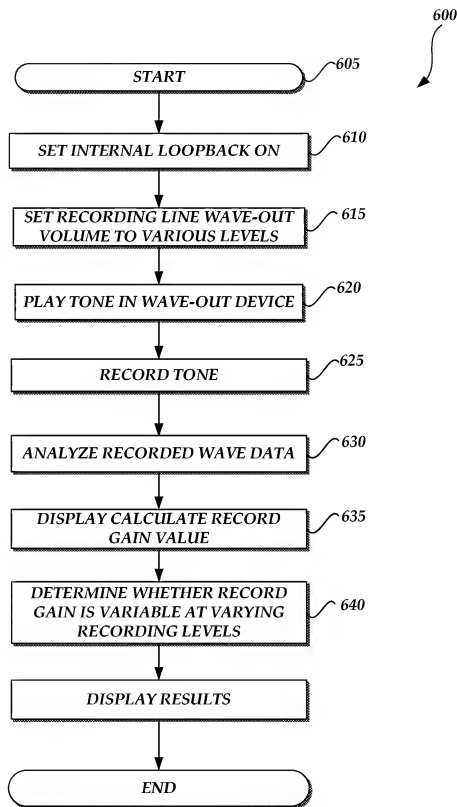 600
START
605
SET INTERNAL LOOPBACK ON
610
SET RECORDING LINE WAVE-OUT
VOLUME TO VARIOUS LEVELS
615
PLAY TONE IN WAVE-OUT DEVICE
620
RECORD TONE
625
ANALYZE RECORDED WAVE DATA
630
DISPLAY CALCULATE RECORD
GAIN VALUE
635
DETERMINE WHETHER RECORD
GAIN IS VARIABLE AT VARYING
RECORDING LEVELS
640
DISPLAY RESULTS
END